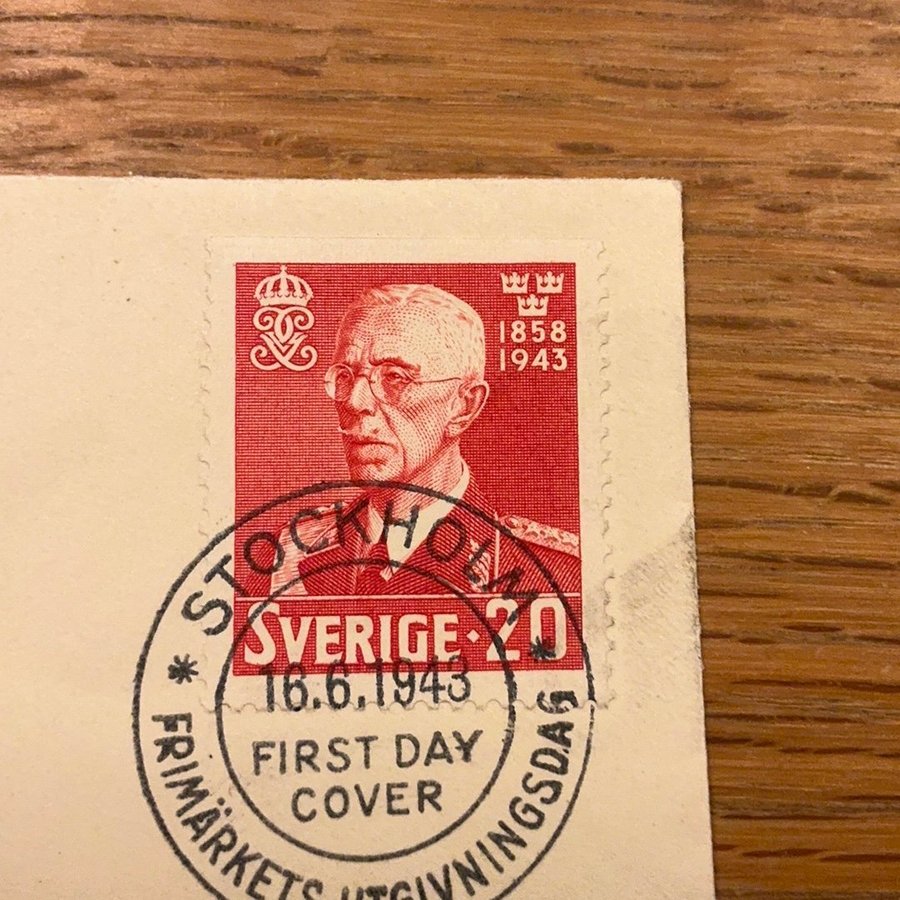 1858
1943
SVERIGE · 20
* STOCKHOLM *
16.6.1943
FIRST DAY
COVER
FRIMÄRKETS UTGIVNINGSDAG